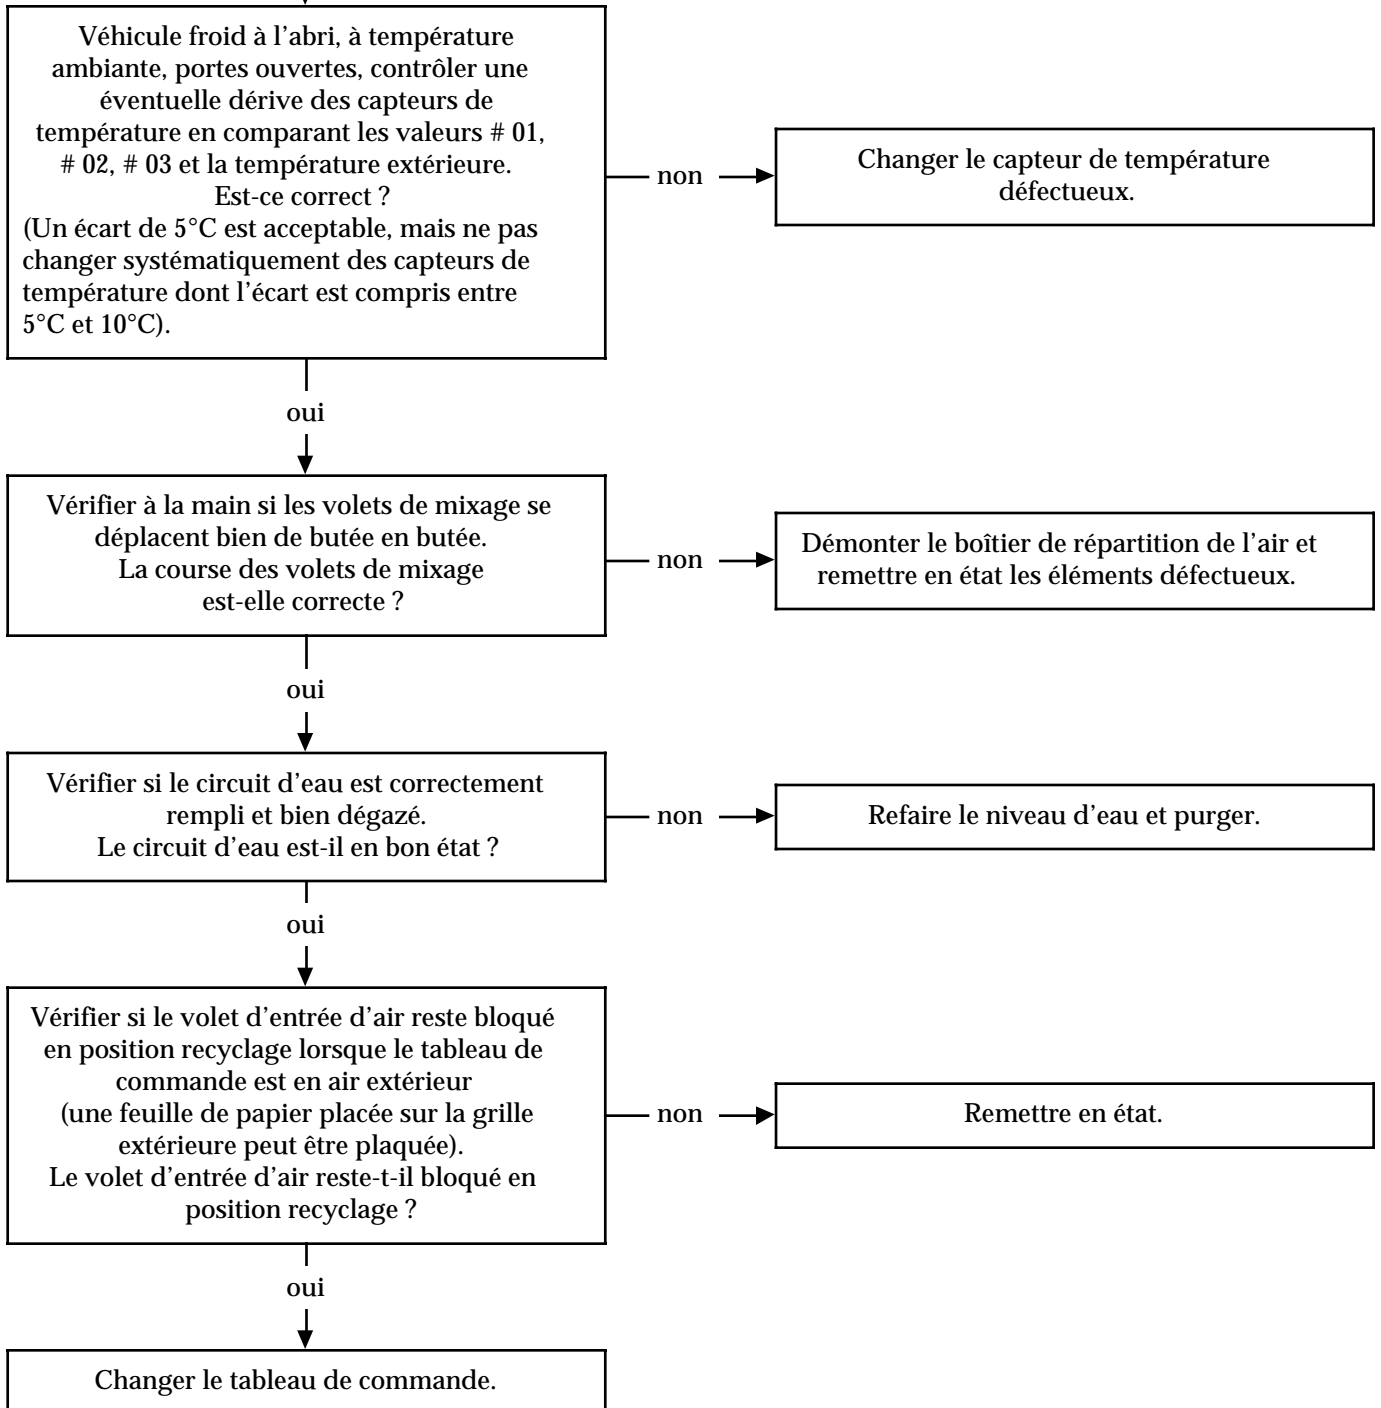 Véhicule froid à l'abri, à température
ambiante, portes ouvertes, contrôler une
éventuelle dérive des capteurs de
température en comparant les valeurs # 01,
# 02, # 03 et la température extérieure.
Est-ce correct ?
(Un écart de 5°C est acceptable, mais ne pas
changer systématiquement des capteurs de
température dont l'écart est compris entre
5°C et 10°C).
non
Changer le capteur de température
défectueux.
oui
Vérifier à la main si les volets de mixage se
déplacent bien de butée en butée.
La course des volets de mixage
est-elle correcte ?
non
Démonter le boîtier de répartition de l'air et
remettre en état les éléments défectueux.
oui
Vérifier si le circuit d'eau est correctement
rempli et bien dégazé.
Le circuit d'eau est-il en bon état ?
non
Refaire le niveau d'eau et purger.
oui
Vérifier si le volet d'entrée d'air reste bloqué
en position recyclage lorsque le tableau de
commande est en air extérieur
(une feuille de papier placée sur la grille
extérieure peut être plaquée).
Le volet d'entrée d'air reste-t-il bloqué en
position recyclage ?
non
Remettre en état.
oui
Changer le tableau de commande.